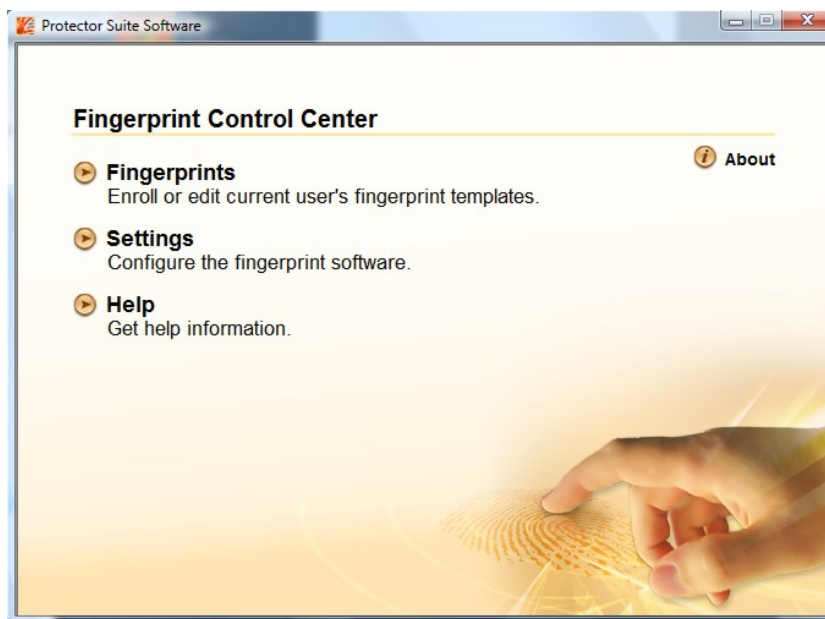 Protector Suite Software
Fingerprint Control Center
About
Fingerprints
Enroll or edit current user's fingerprint templates.
Settings
Configure the fingerprint software.
Help
Get help information.